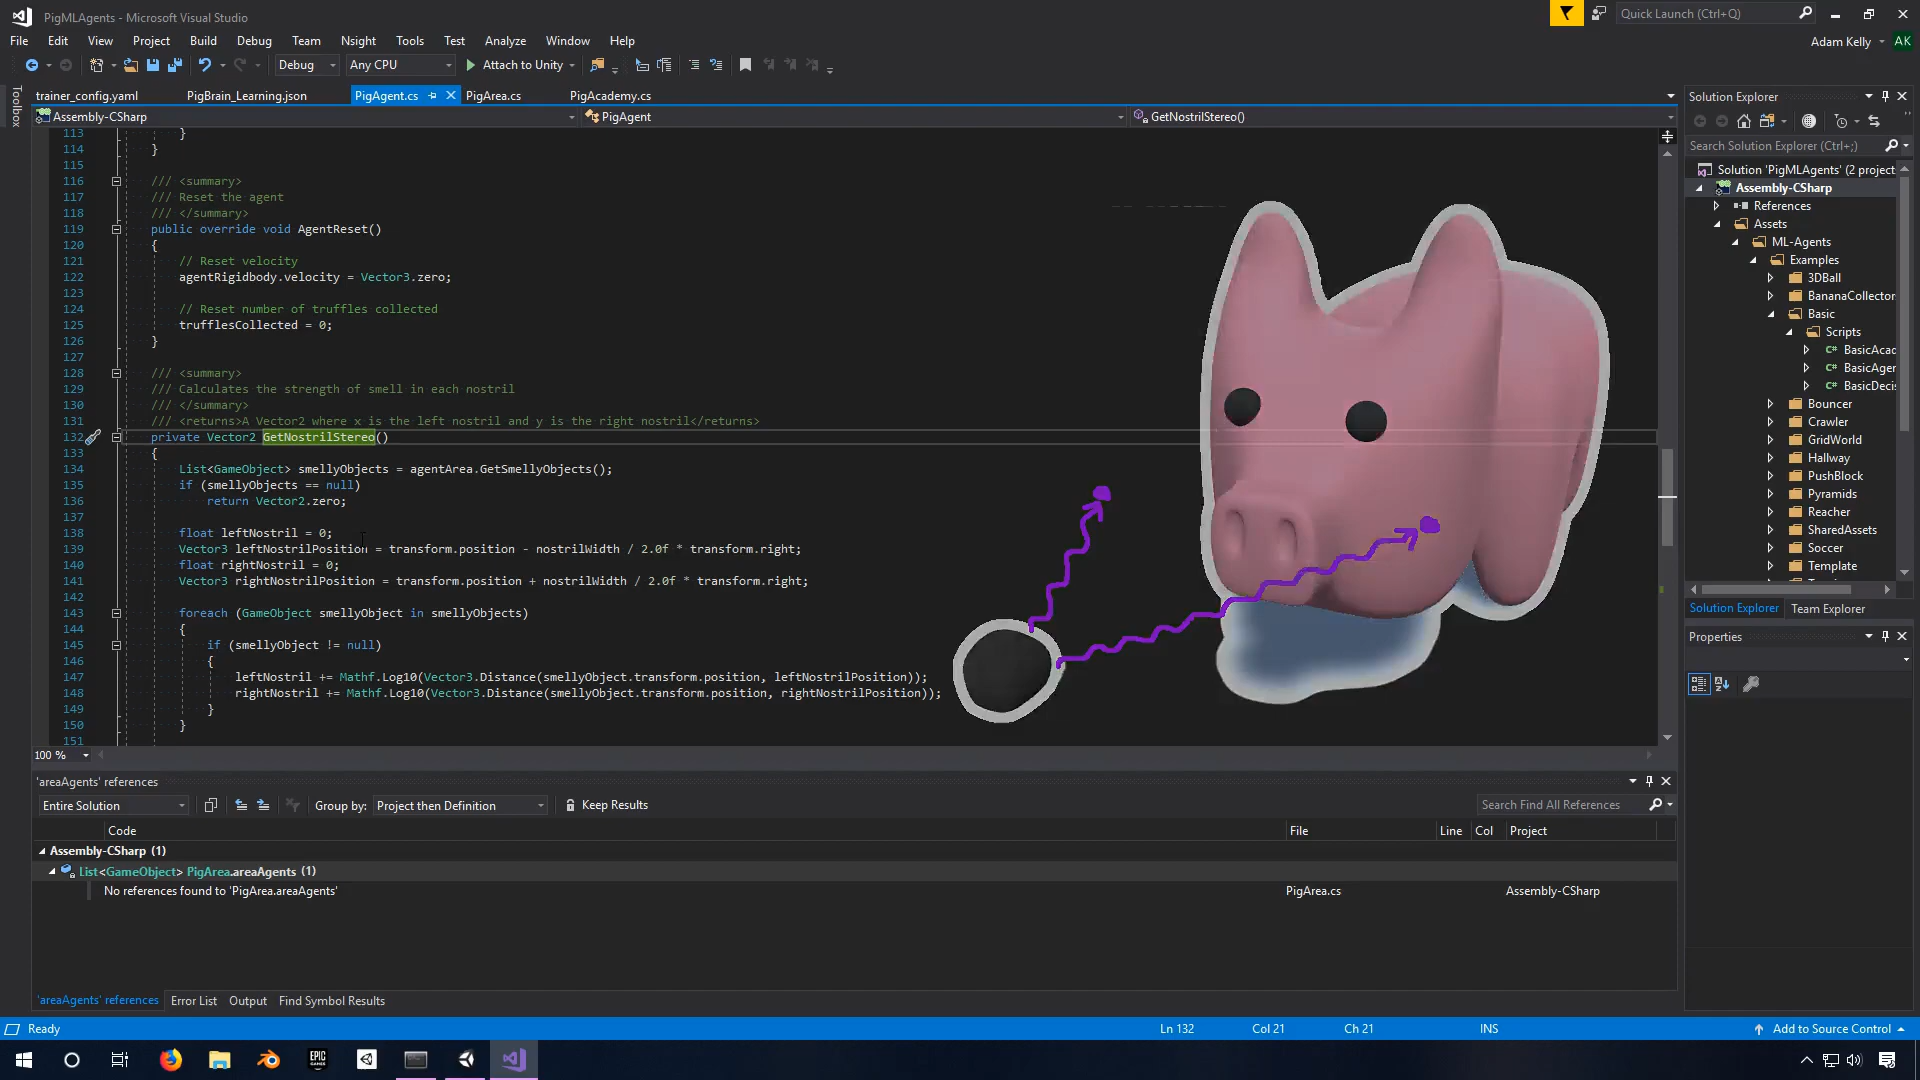 PigMLAgents - Microsoft Visual Studio
Quick Launch (Ctrl+Q)
File Edit View Project Build Debug Team Nsight Tools Test Analyze Window Help
Adam Kelly AK
Debug Any CPU Attach to Unity
Toolbox
trainer_config.yaml PigBrain_Learning.json PigAgent.cs PigArea.cs PigAcademy.cs
Assembly-CSharp PigAgent GetNostrilStereo()
113 }
114 }
115
116 /// <summary>
117 /// Reset the agent
118 /// </summary>
119 public override void AgentReset()
120 {
121 // Reset velocity
122 agentRigidbody.velocity = Vector3.zero;
123
124 // Reset number of truffles collected
125 trufflesCollected = 0;
126 }
127
128 /// <summary>
129 /// Calculates the strength of smell in each nostril
130 /// </summary>
131 /// <returns>A Vector2 where x is the left nostril and y is the right nostril</returns>
132 private Vector2 GetNostrilStereo()
133 {
134 List<GameObject> smellyObjects = agentArea.GetSmellyObjects();
135 if (smellyObjects == null)
136 return Vector2.zero;
137
138 float leftNostril = 0;
139 Vector3 leftNostrilPosition = transform.position - nostrilWidth / 2.0f * transform.right;
140 float rightNostril = 0;
141 Vector3 rightNostrilPosition = transform.position + nostrilWidth / 2.0f * transform.right;
142
143 foreach (GameObject smellyObject in smellyObjects)
144 {
145 if (smellyObject != null)
146 {
147 leftNostril += Mathf.Log10(Vector3.Distance(smellyObject.transform.position, leftNostrilPosition));
148 rightNostril += Mathf.Log10(Vector3.Distance(smellyObject.transform.position, rightNostrilPosition));
149 }
150 }
151
100 %
Solution Explorer
Search Solution Explorer (Ctrl+;)
Solution 'PigMLAgents' (2 project
Assembly-CSharp
References
Assets
ML-Agents
Examples
3DBall
BananaCollector
Basic
Scripts
C# BasicAcad
C# BasicAgen
C# BasicDecis
Bouncer
Crawler
GridWorld
Hallway
PushBlock
Pyramids
Reacher
SharedAssets
Soccer
Template
Solution Explorer Team Explorer
Properties
'areaAgents' references
Entire Solution Group by: Project then Definition Keep Results Search Find All References
Code File Line Col Project
Assembly-CSharp (1)
List<GameObject> PigArea.areaAgents (1)
No references found to 'PigArea.areaAgents' PigArea.cs Assembly-CSharp
'areaAgents' references Error List Output Find Symbol Results
Ready Ln 132 Col 21 Ch 21 INS Add to Source Control
EPIC GAMES